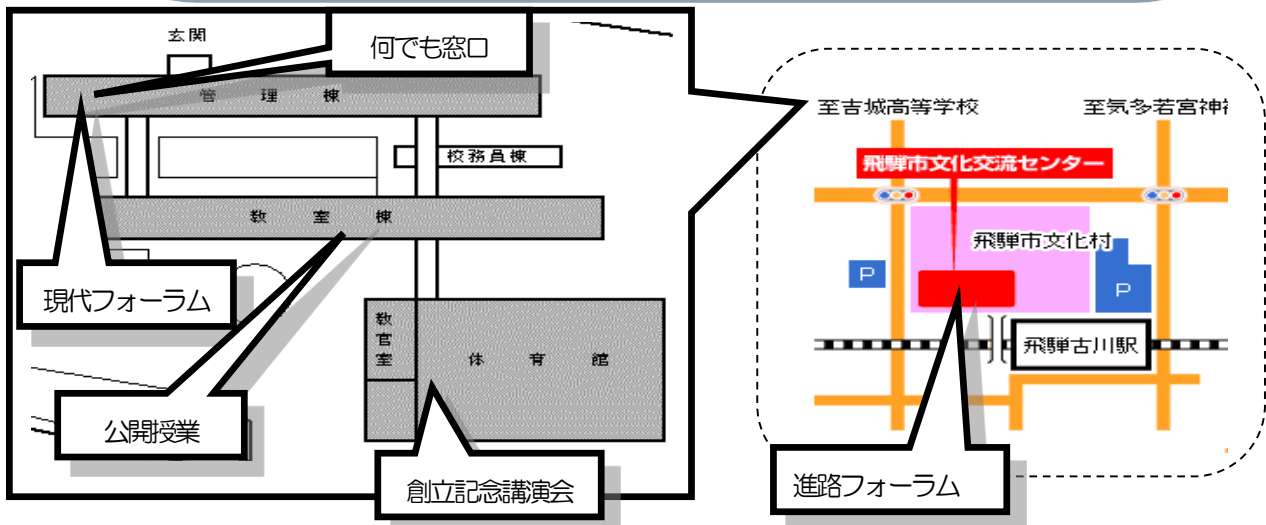 玄関
何でも窓口
管理棟
校務員棟
教室棟
現代フォーラム
教官室
体育館
公開授業
創立記念講演会
至吉城高等学校
至気多若宮神
飛騨市文化交流センター
飛騨市文化村
P
P
飛騨古川駅
進路フォーラム